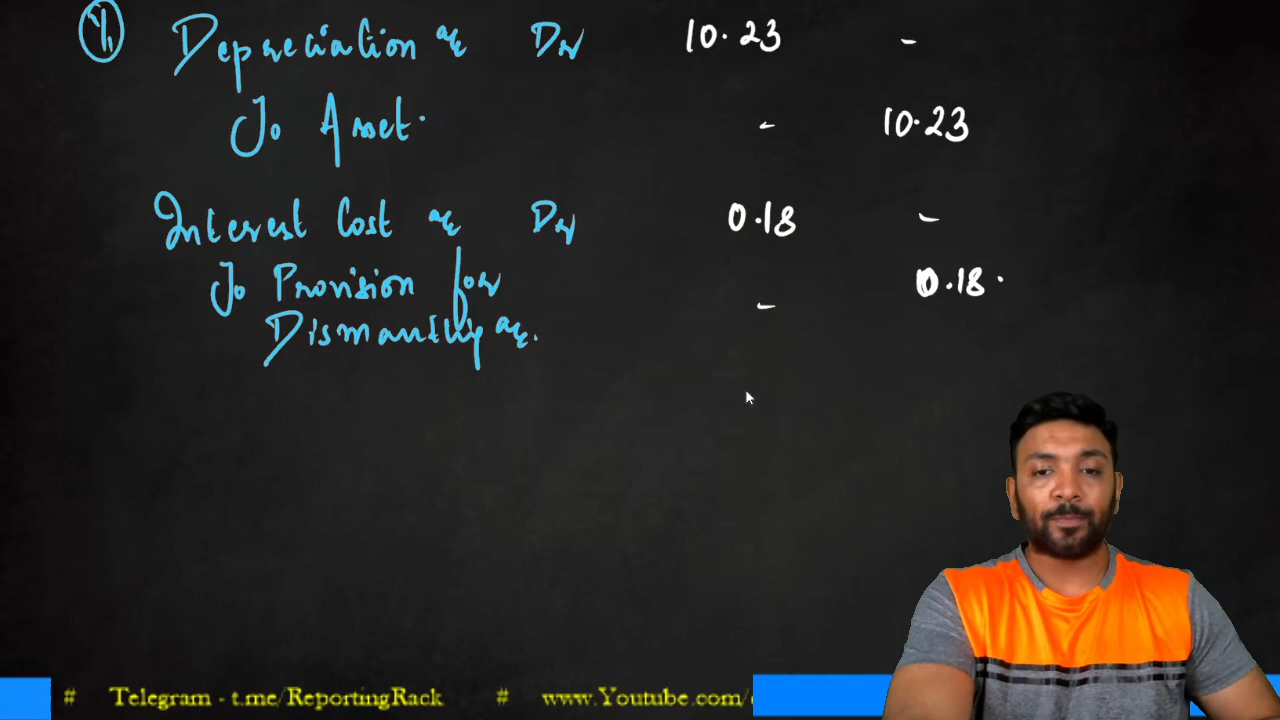 Depreciation a/c Dr 10.23 -
To Asset. - 10.23
Interest Cost a/c Dr 0.18 -
To Provision for - 0.18.
Dismantling a/c.
# Telegram - t.me/ReportingRack # www.Youtube.com/